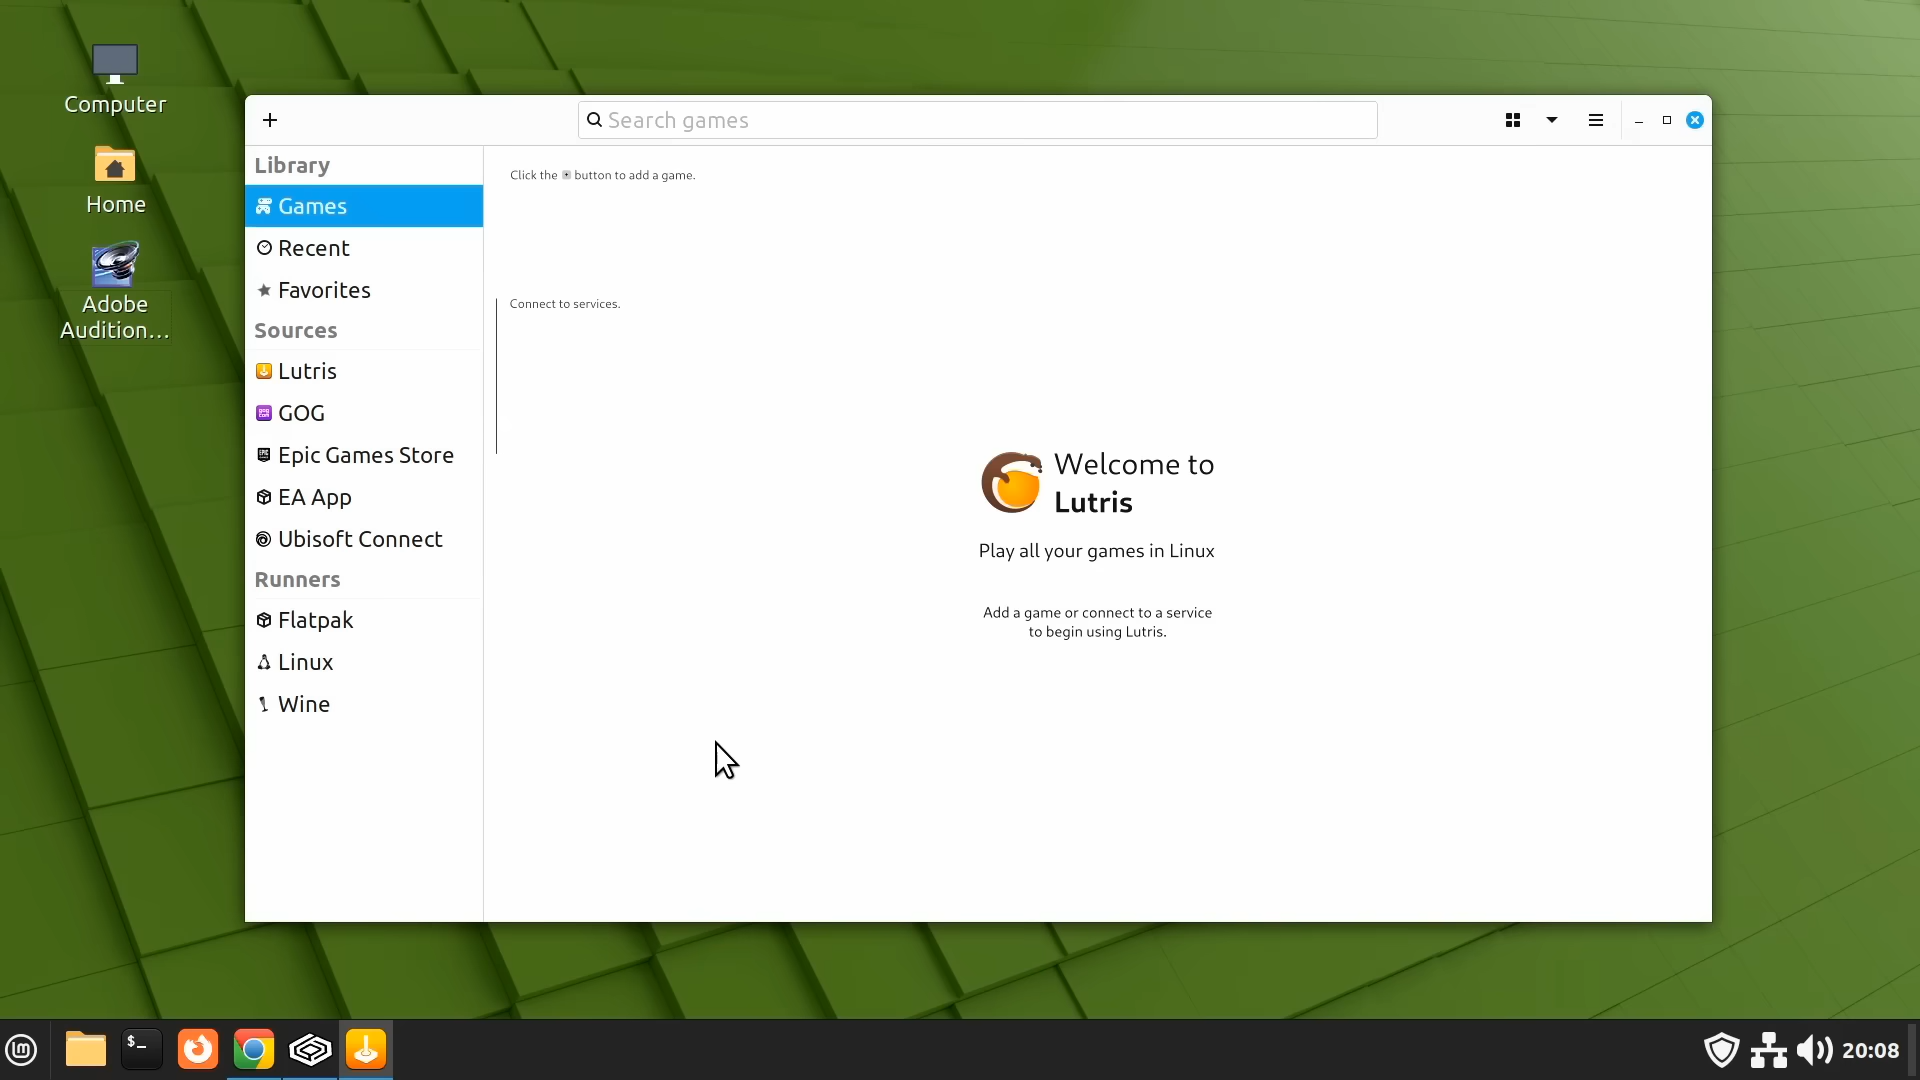 Computer
Home
Adobe
Audition...
Search games
Library
Games
Recent
Favorites
Sources
Lutris
GOG
Epic Games Store
EA App
Ubisoft Connect
Runners
Flatpak
Linux
Wine
Click the + button to add a game.
Connect to services.
Welcome to
Lutris
Play all your games in Linux
Add a game or connect to a service
to begin using Lutris.
$_
20:08